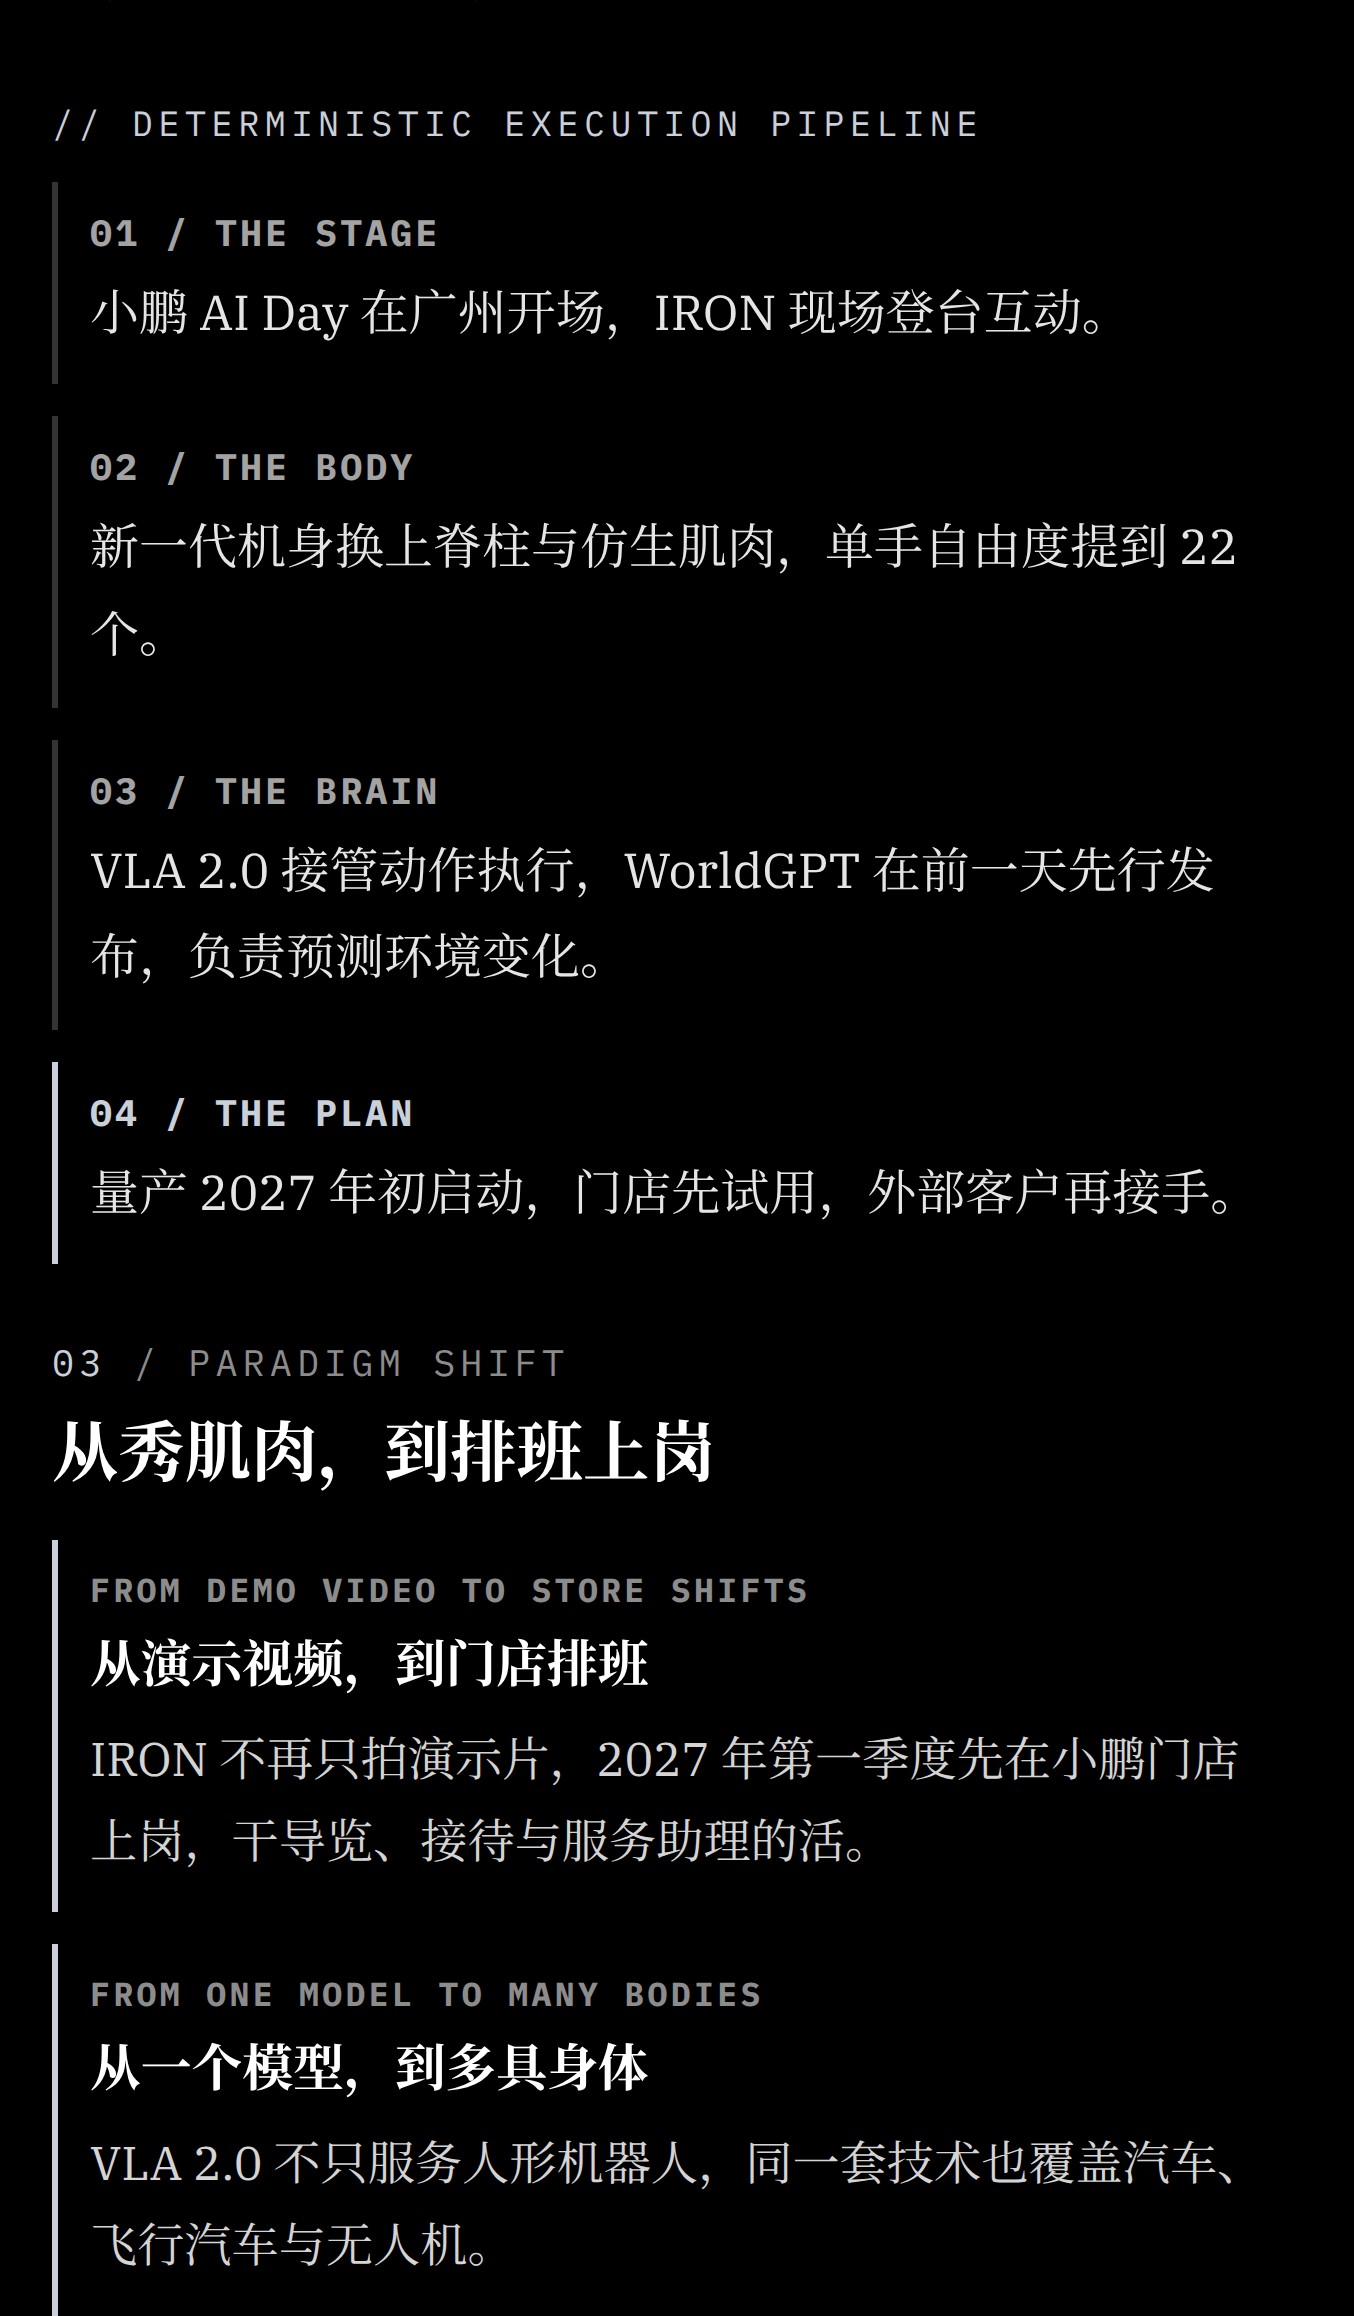 // DETERMINISTIC EXECUTION PIPELINE
01 / THE STAGE
小鹏 AI Day 在广州开场，IRON 现场登台互动。
02 / THE BODY
新一代机身换上脊柱与仿生肌肉，单手自由度提到 22
个。
03 / THE BRAIN
VLA 2.0 接管动作执行，WorldGPT 在前一天先行发
布，负责预测环境变化。
04 / THE PLAN
量产 2027 年初启动，门店先试用，外部客户再接手。
03 / PARADIGM SHIFT
从秀肌肉，到排班上岗
FROM DEMO VIDEO TO STORE SHIFTS
从演示视频，到门店排班
IRON 不再只拍演示片，2027 年第一季度先在小鹏门店
上岗，干导览、接待与服务助理的活。
FROM ONE MODEL TO MANY BODIES
从一个模型，到多具身体
VLA 2.0 不只服务人形机器人，同一套技术也覆盖汽车、
飞行汽车与无人机。